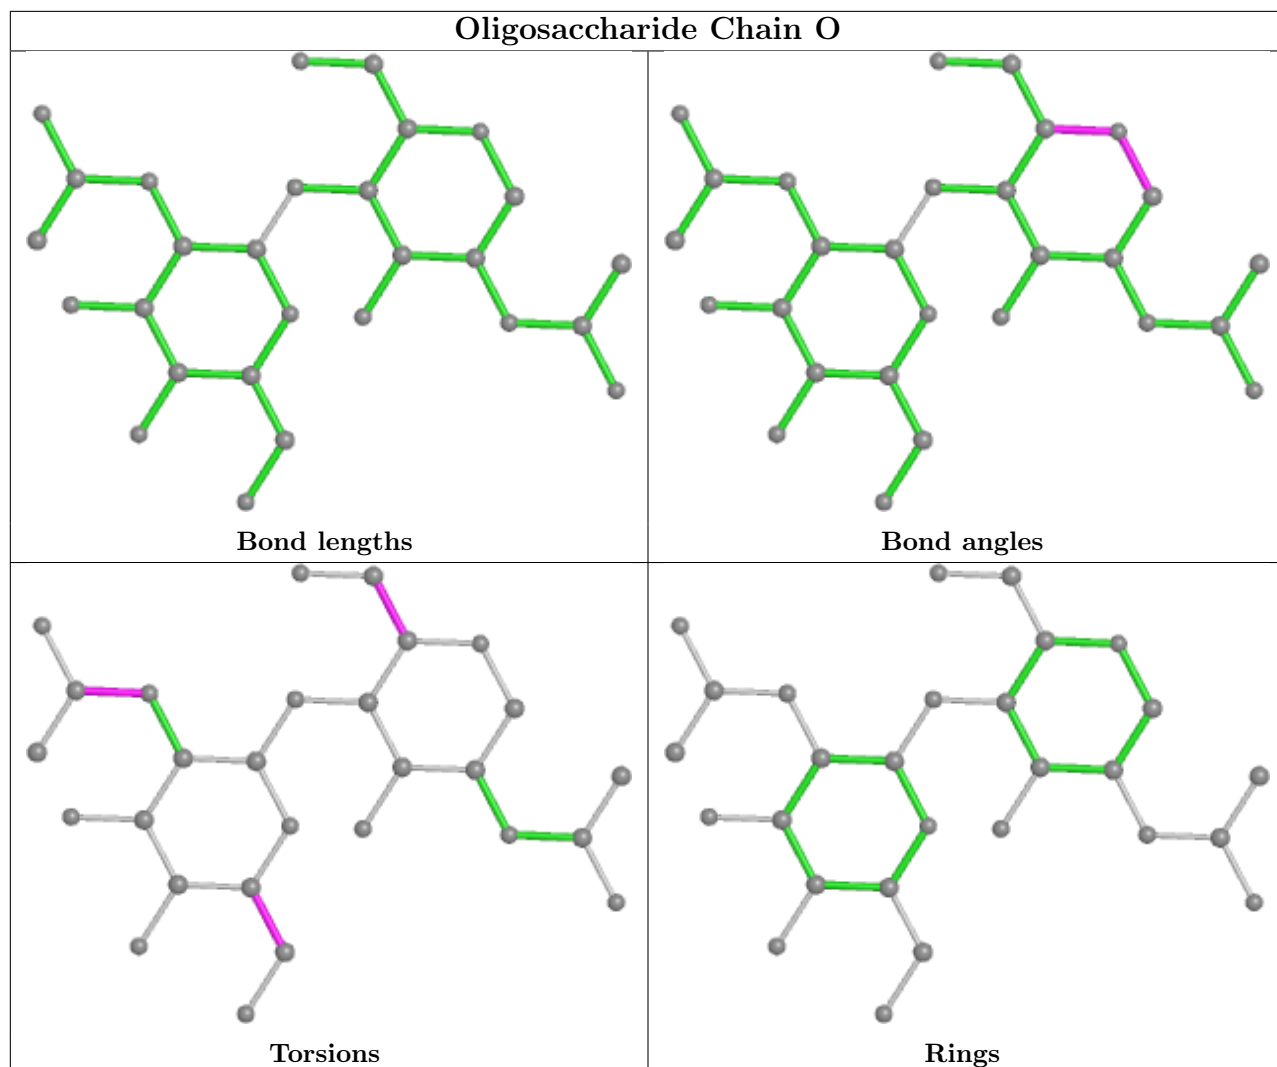 Oligosaccharide Chain O
Bond lengths
Bond angles
Torsions
Rings